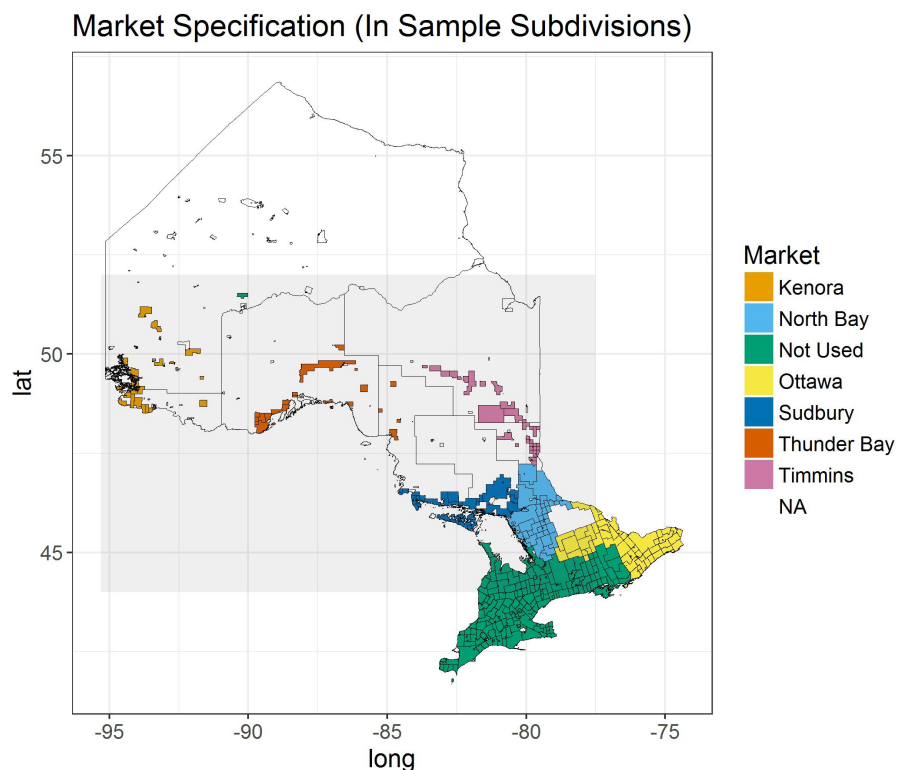 Market Specification (In Sample Subdivisions)
55
50
45
lat
-95
-90
-85
-80
-75
long
Market
Kenora
North Bay
Not Used
Ottawa
Sudbury
Thunder Bay
Timmins
NA